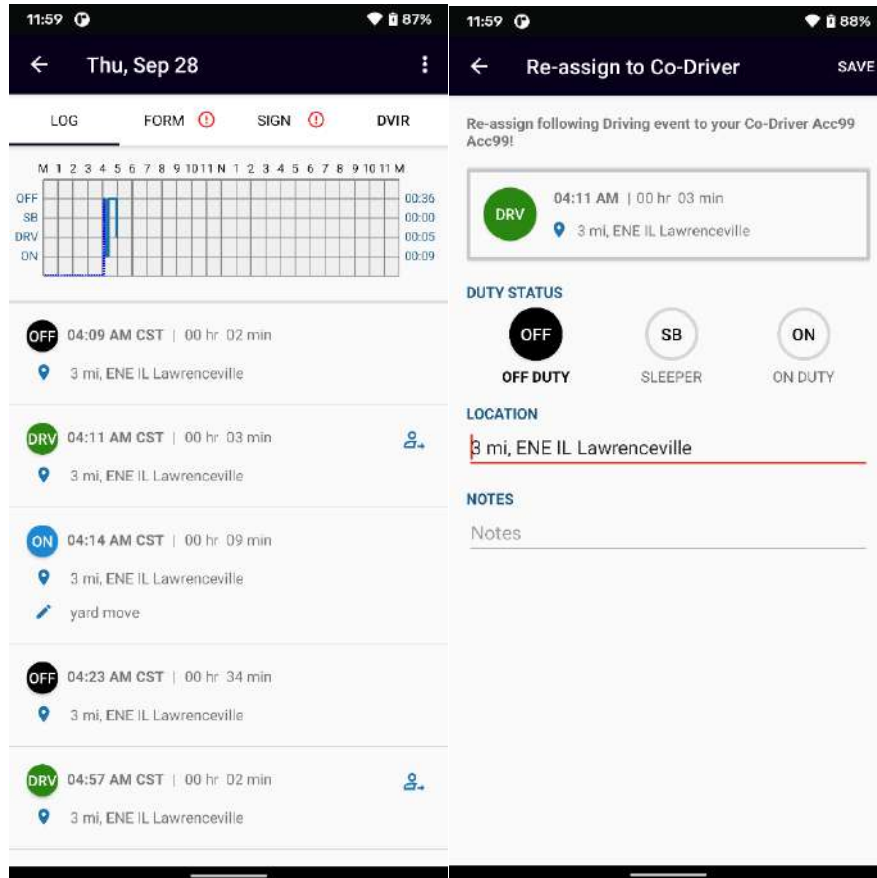 11:59
87%
Thu, Sep 28
LOG FORM SIGN DVIR
M 1 2 3 4 5 6 7 8 9 10 11 N 1 2 3 4 5 6 7 8 9 10 11 M
OFF 00:36
SB 00:00
DRV 00:05
ON 00:09
OFF 04:09 AM CST | 00 hr 02 min
3 mi, ENE IL Lawrenceville
DRV 04:11 AM CST | 00 hr 03 min
3 mi, ENE IL Lawrenceville
ON 04:14 AM CST | 00 hr 09 min
3 mi, ENE IL Lawrenceville
yard move
OFF 04:23 AM CST | 00 hr 34 min
3 mi, ENE IL Lawrenceville
DRV 04:57 AM CST | 00 hr 02 min
3 mi, ENE IL Lawrenceville
11:59
88%
Re-assign to Co-Driver SAVE
Re-assign following Driving event to your Co-Driver Acc99
Acc99!
DRV 04:11 AM | 00 hr 03 min
3 mi, ENE IL Lawrenceville
DUTY STATUS
OFF SB ON
OFF DUTY SLEEPER ON DUTY
LOCATION
3 mi, ENE IL Lawrenceville
NOTES
Notes